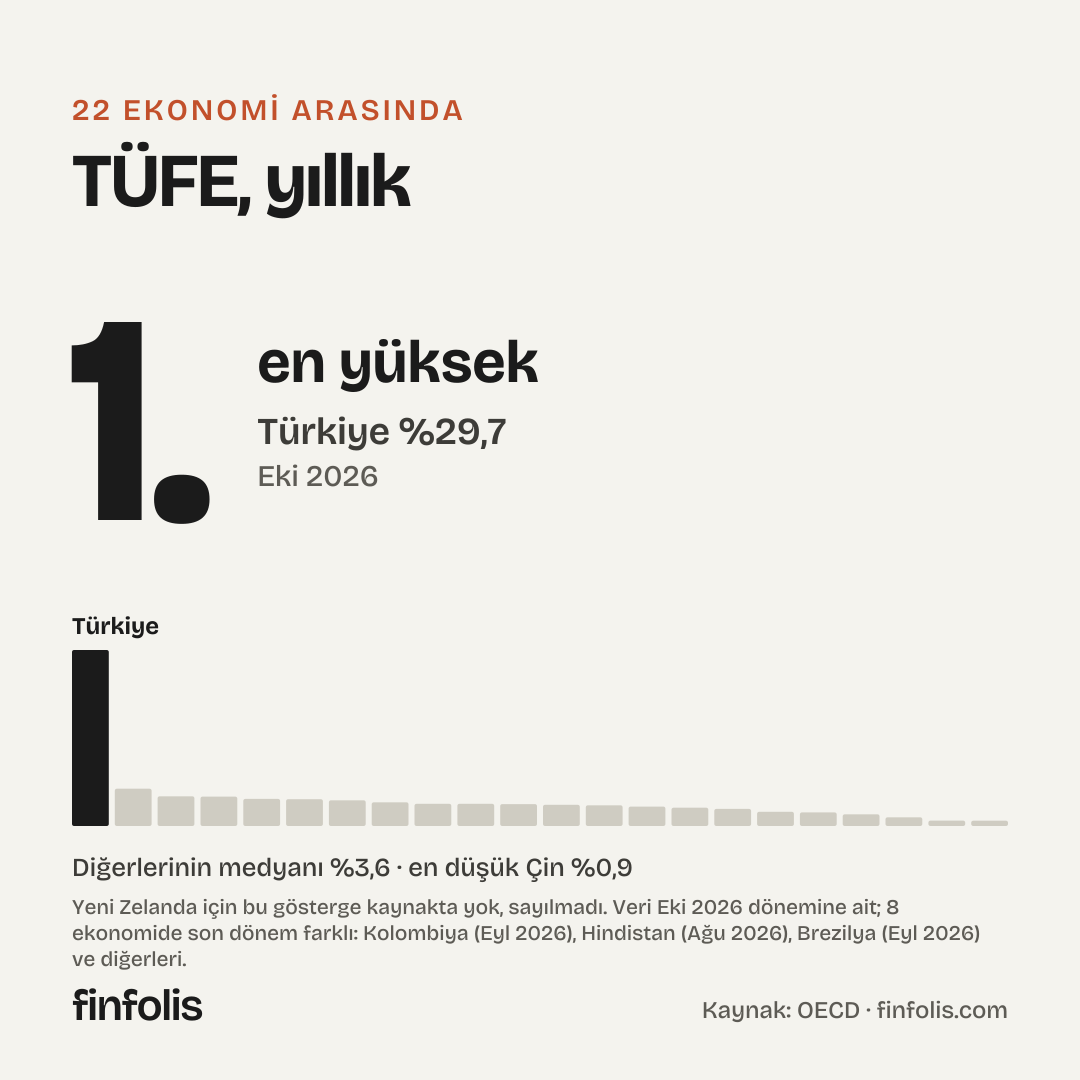 22 EKONOMİ ARASINDA
TÜFE, yıllık
1.
en yüksek
Türkiye %29,7
Eki 2026
Türkiye
Diğerlerinin medyanı %3,6 · en düşük Çin %0,9
Yeni Zelanda için bu gösterge kaynakta yok, sayılmadı. Veri Eki 2026 dönemine ait; 8
ekonomide son dönem farklı: Kolombiya (Eyl 2026), Hindistan (Ağu 2026), Brezilya (Eyl 2026)
ve diğerleri.
finfolis
Kaynak: OECD · finfolis.com